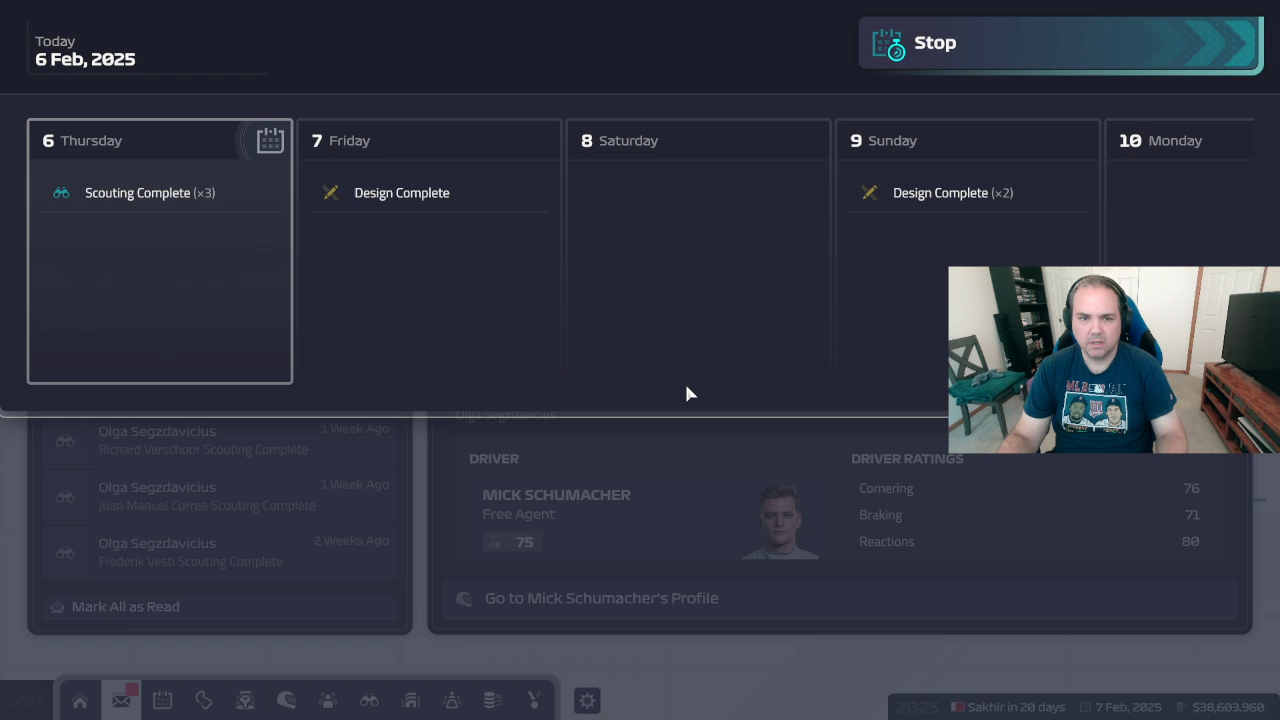 Today
6 Feb, 2025
Stop
6 Thursday
7 Friday
8 Saturday
9 Sunday
10 Monday
Scouting Complete (×3)
Design Complete
Design Complete (×2)
Olga Segzdavicius
1 Week Ago
Richard Verschoor Scouting Complete
Olga Segzdavicius
1 Week Ago
Juan Manuel Correa Scouting Complete
Olga Segzdavicius
2 Weeks Ago
Frederik Vesti Scouting Complete
Mark All as Read
Olga Segzdavicius
DRIVER
MICK SCHUMACHER
Free Agent
75
DRIVER RATINGS
Cornering 76
Braking 71
Reactions 80
Go to Mick Schumacher's Profile
2025
Sakhir in 20 days
7 Feb, 2025
$38,603,960